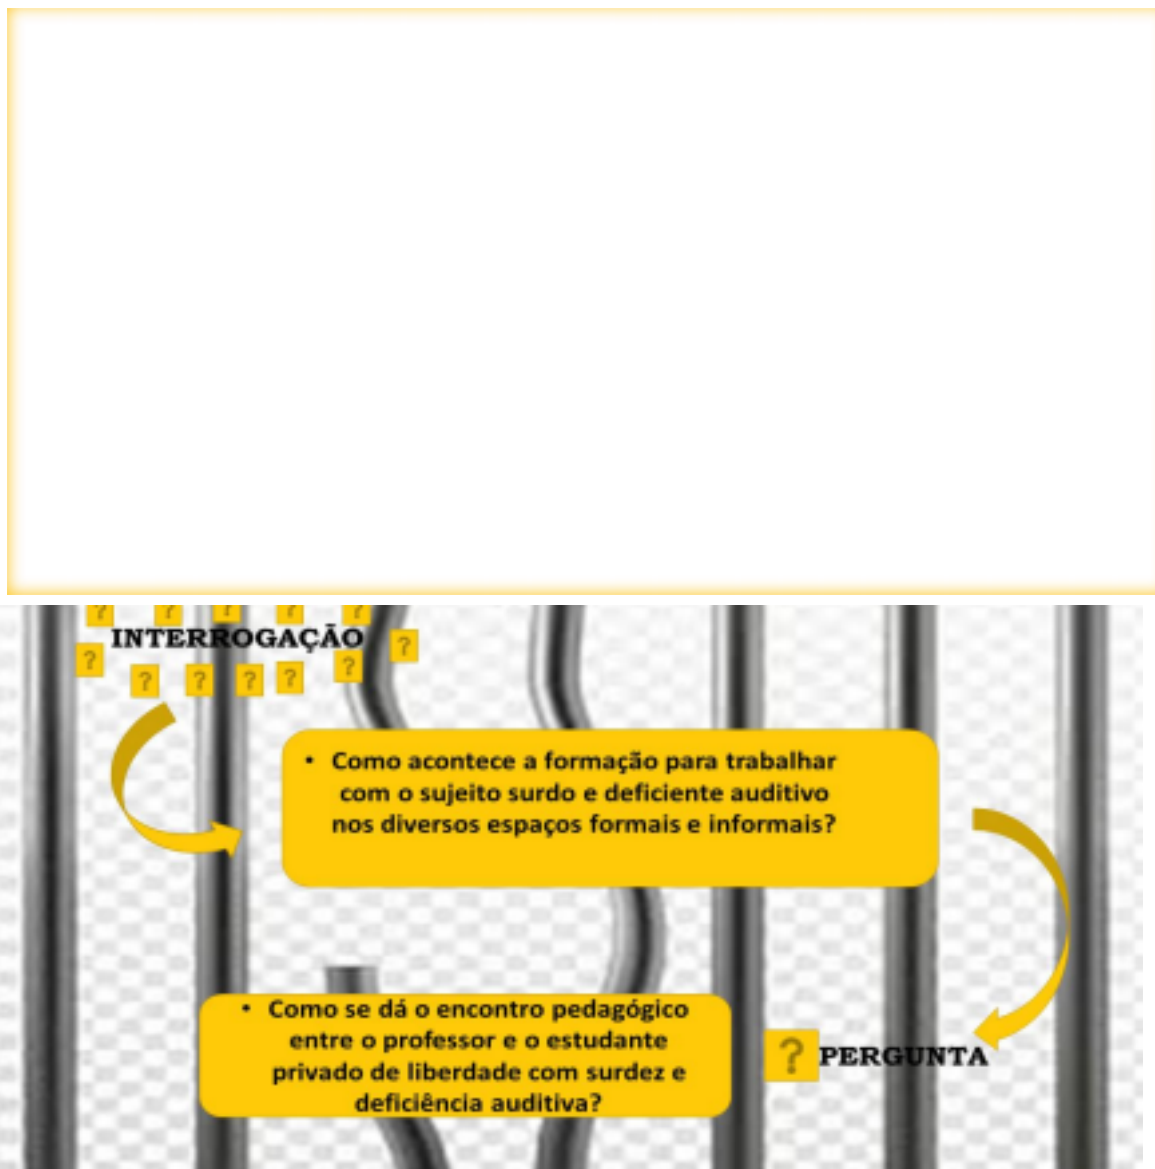 ? ? ? ? ?
INTERROGAÇÃO
? ? ?
? ? ? ?
• Como acontece a formação para trabalhar
com o sujeito surdo e deficiente auditivo
nos diversos espaços formais e informais?
• Como se dá o encontro pedagógico
entre o professor e o estudante
privado de liberdade com surdez e
deficiência auditiva?
? PERGUNTA